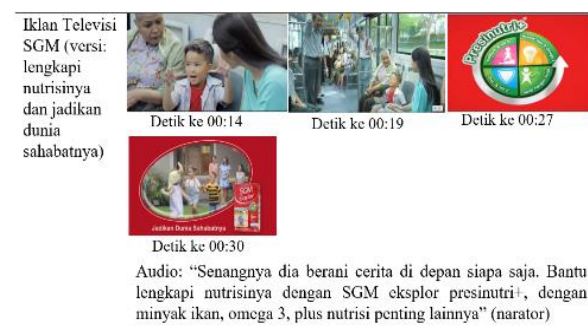 Iklan Televisi
SGM (versi:
lengkapi
nutrisinya
dan jadikan
dunia
sahabatnya)
Detik ke 00:14
Detik ke 00:19
Presinutri+
Detik ke 00:27
SGM
eksplor
Jadikan Dunia Sahabatnya
Detik ke 00:30
Audio: “Senangnya dia berani cerita di depan siapa saja. Bantu
lengkapi nutrisinya dengan SGM eksplor presinutri+, dengan
minyak ikan, omega 3, plus nutrisi penting lainnya” (narator)